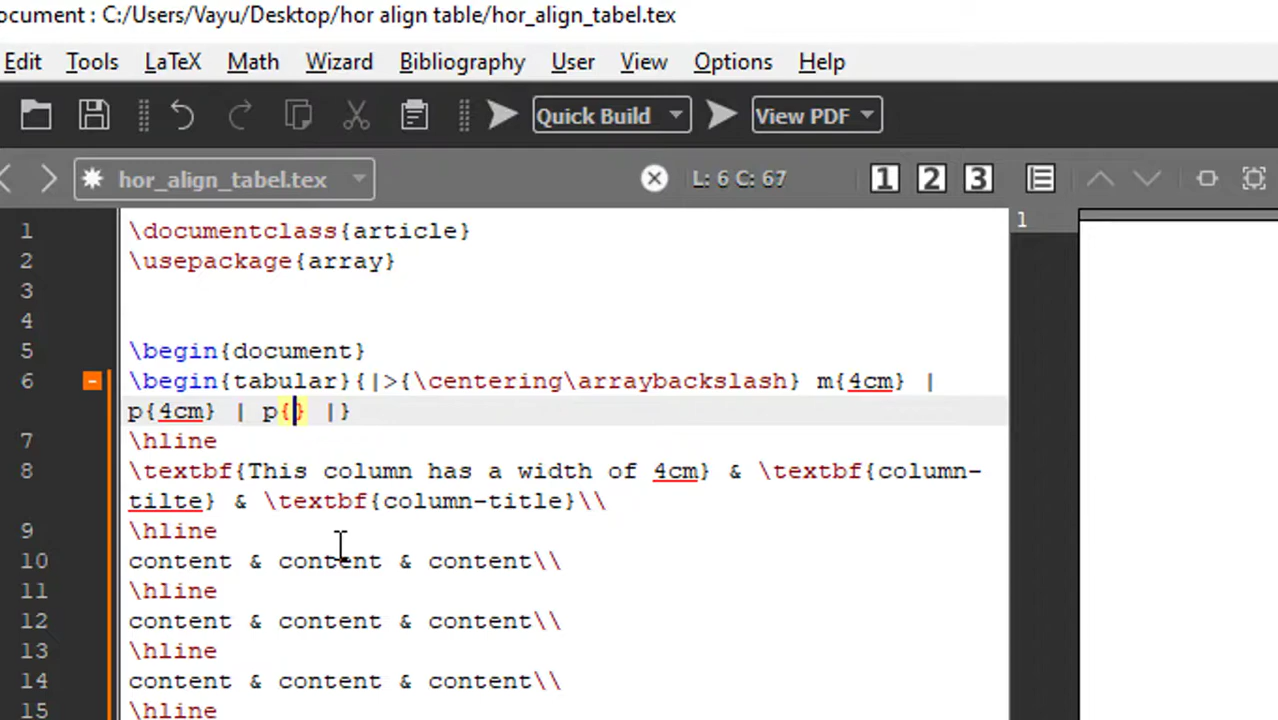 ocument : C:/Users/Vayu/Desktop/hor align table/hor_align_tabel.tex
Edit Tools LaTeX Math Wizard Bibliography User View Options Help
Quick Build View PDF
hor_align_tabel.tex L: 6 C: 67 1 2 3
1 \documentclass{article} 1
2 \usepackage{array}
3
4
5 \begin{document}
6 \begin{tabular}{|>{\centering\arraybackslash} m{4cm} |
p{4cm} | p{} |}
7 \hline
8 \textbf{This column has a width of 4cm} & \textbf{column-
tilte} & \textbf{column-title}\\
9 \hline
10 content & content & content\\
11 \hline
12 content & content & content\\
13 \hline
14 content & content & content\\
15 \hline